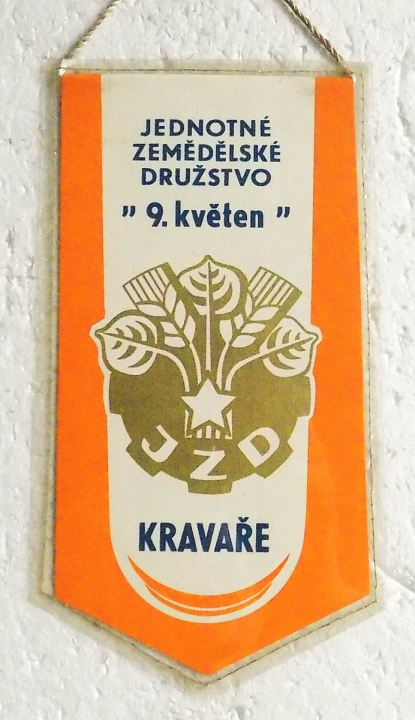 JEDNOTNÉ
ZEMĚDĚLSKÉ
DRUŽSTVO
" 9. květen "
JZD
KRAVAŘE